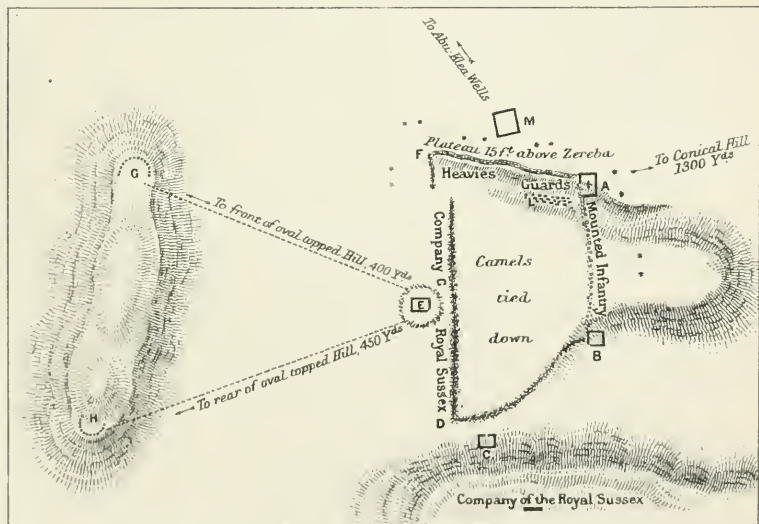 To Abu-Klea Wells
M
Plateau 15 ft. above Zereba
To Conical Hill
1300 Yds
F
Heavies
Guards
A
L
G
To front of oval topped Hill, 400 Yds
Company C Royal Sussex
Camels
tied
down
Mounted Infantry
E
To rear of oval topped Hill, 450 Yds
B
H
D
C
Company of the Royal Sussex